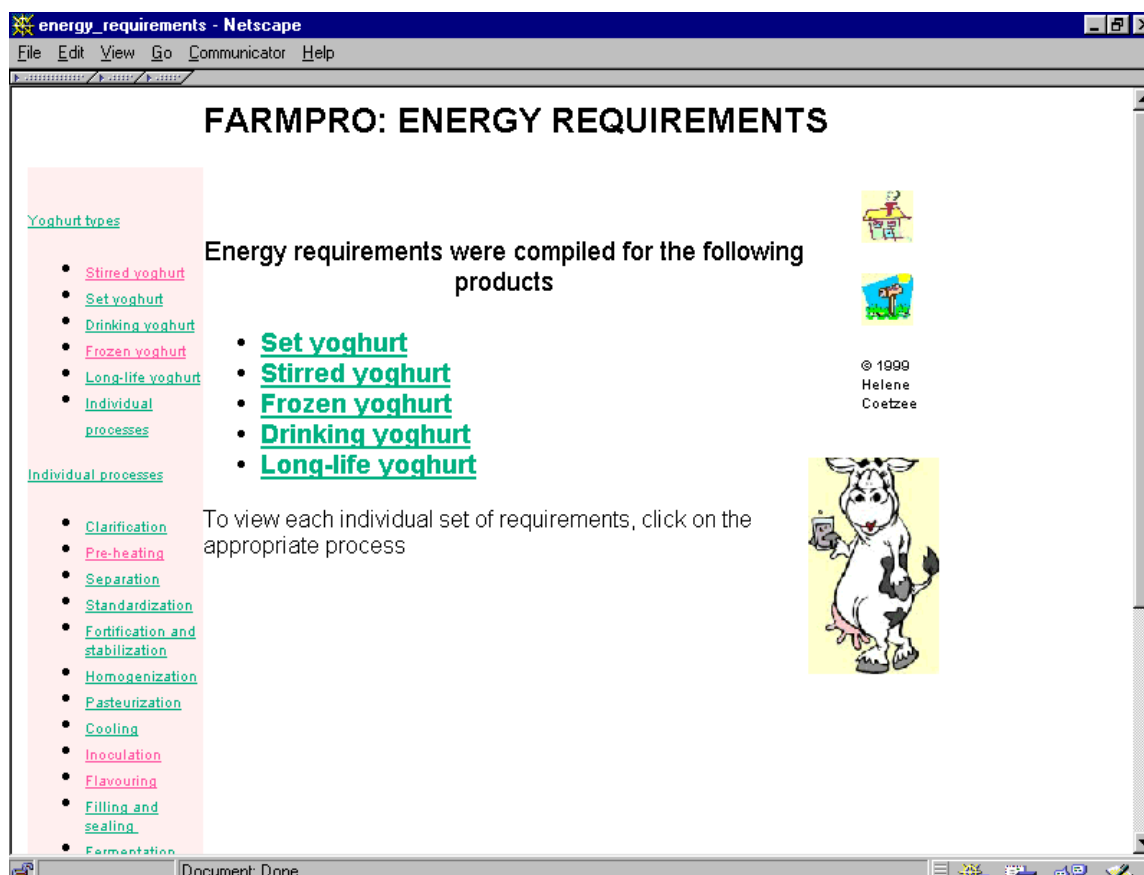 energy_requirements - Netscape
File Edit View Go Communicator Help
FARMPRO: ENERGY REQUIREMENTS
Yoghurt types
Stirred yoghurt
Set yoghurt
Drinking yoghurt
Frozen yoghurt
Long-life yoghurt
Individual
processes
Individual processes
Clarification
Pre-heating
Separation
Standardization
Fortification and
stabilization
Homogenization
Pasteurization
Cooling
Inoculation
Flavouring
Filling and
sealing
Fermentation
Energy requirements were compiled for the following
products
Set yoghurt
Stirred yoghurt
Frozen yoghurt
Drinking yoghurt
Long-life yoghurt
To view each individual set of requirements, click on the
appropriate process
© 1999
Helene
Coetzee
Document: Done